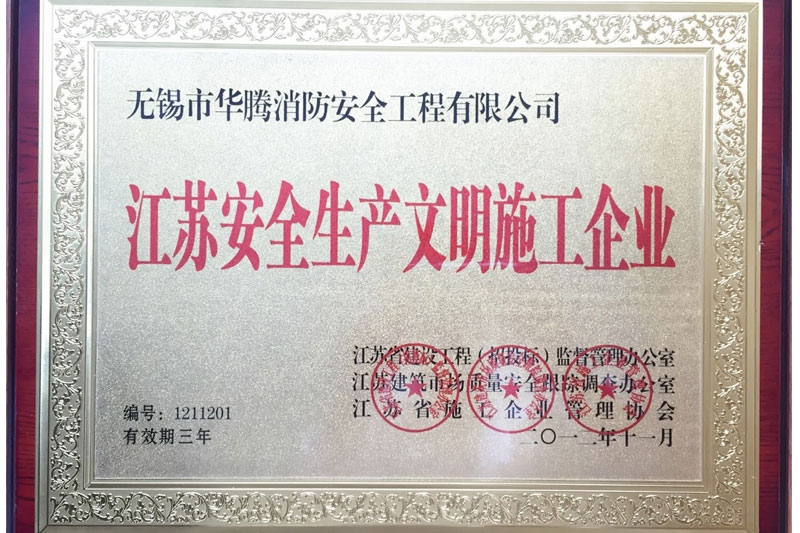 无锡市华腾消防安全工程有限公司
江苏安全生产文明施工企业
江苏省建设工程（招投标）监督管理办公室
江苏建筑市场质量安全跟踪调查办公室
江苏省施工企业管理协会
编号：1211201
有效期三年
二〇一二年十一月